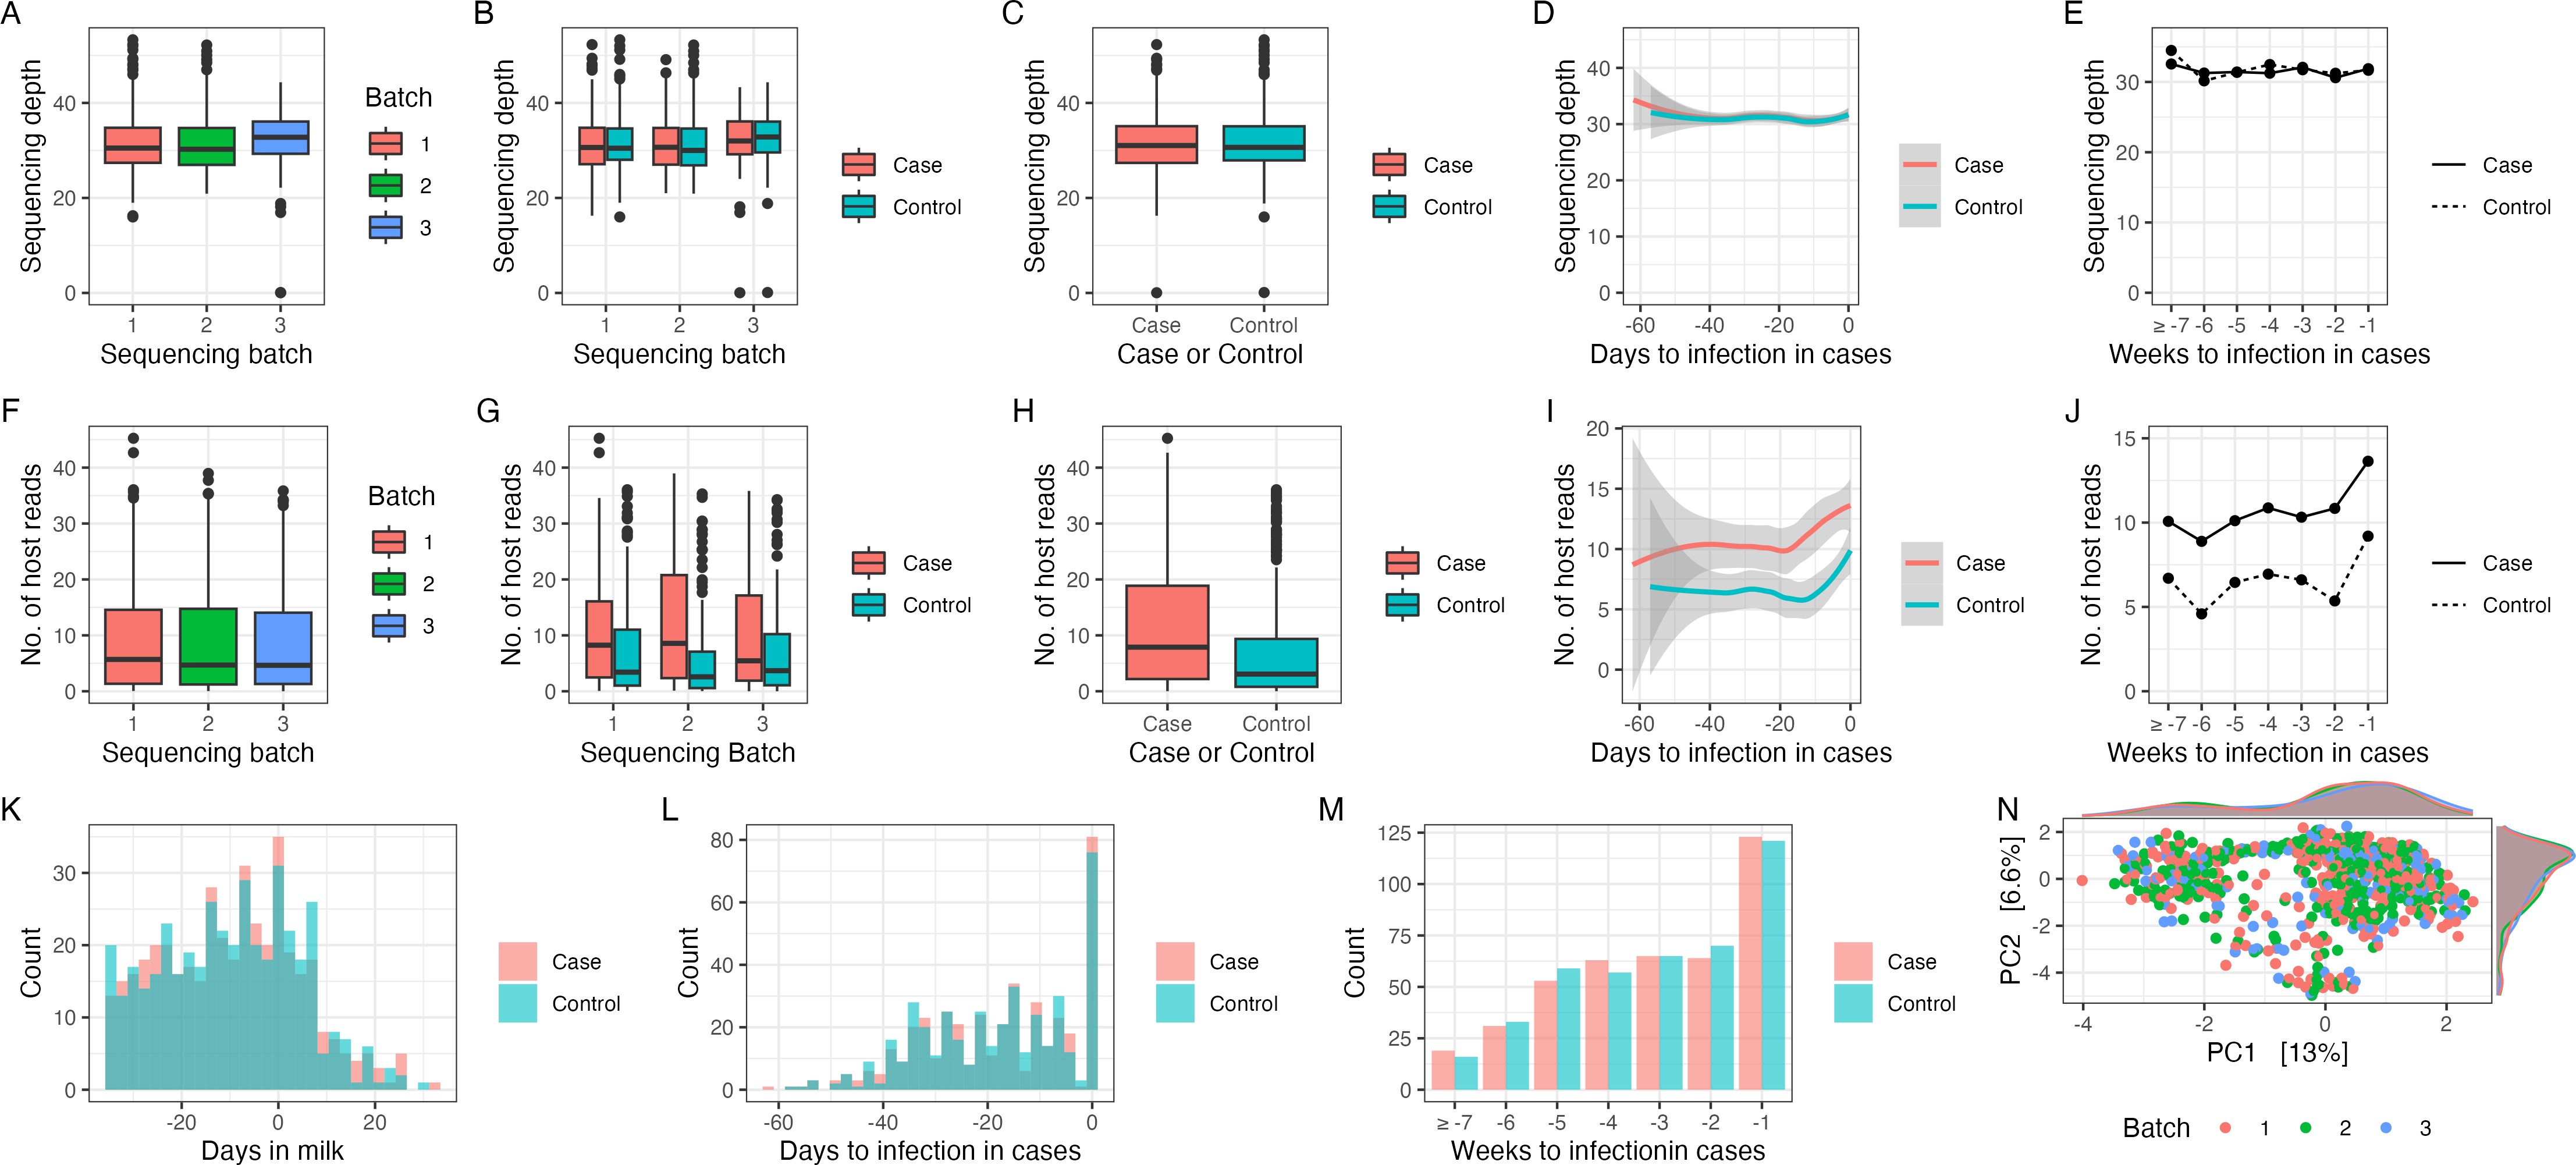 A
Sequencing depth
40
20
0
1 2 3
Sequencing batch
Batch
1
2
3
B
Sequencing depth
40
20
0
1 2 3
Sequencing batch
Case
Control
C
Sequencing depth
40
20
0
Case Control
Case or Control
Case
Control
D
Sequencing depth
40
30
20
10
0
-60 -40 -20 0
Days to infection in cases
Case
Control
E
Sequencing depth
30
20
10
0
≥ -7 -6 -5 -4 -3 -2 -1
Weeks to infection in cases
Case
Control
F
No. of host reads
40
30
20
10
0
1 2 3
Sequencing batch
Batch
1
2
3
G
No. of host reads
40
30
20
10
0
1 2 3
Sequencing Batch
Case
Control
H
No. of host reads
40
30
20
10
0
Case Control
Case or Control
Case
Control
I
No. of host reads
20
15
10
5
0
-60 -40 -20 0
Days to infection in cases
Case
Control
J
No. of host reads
15
10
5
0
≥ -7 -6 -5 -4 -3 -2 -1
Weeks to infection in cases
Case
Control
K
Count
30
20
10
0
-20 0 20
Days in milk
Case
Control
L
Count
80
60
40
20
0
-60 -40 -20 0
Days to infection in cases
Case
Control
M
Count
125
100
75
50
25
0
≥ -7 -6 -5 -4 -3 -2 -1
Weeks to infectionin cases
Case
Control
N
PC2 [6.6%]
2
0
-2
-4
-4 -2 0 2
PC1 [13%]
Batch 1 2 3